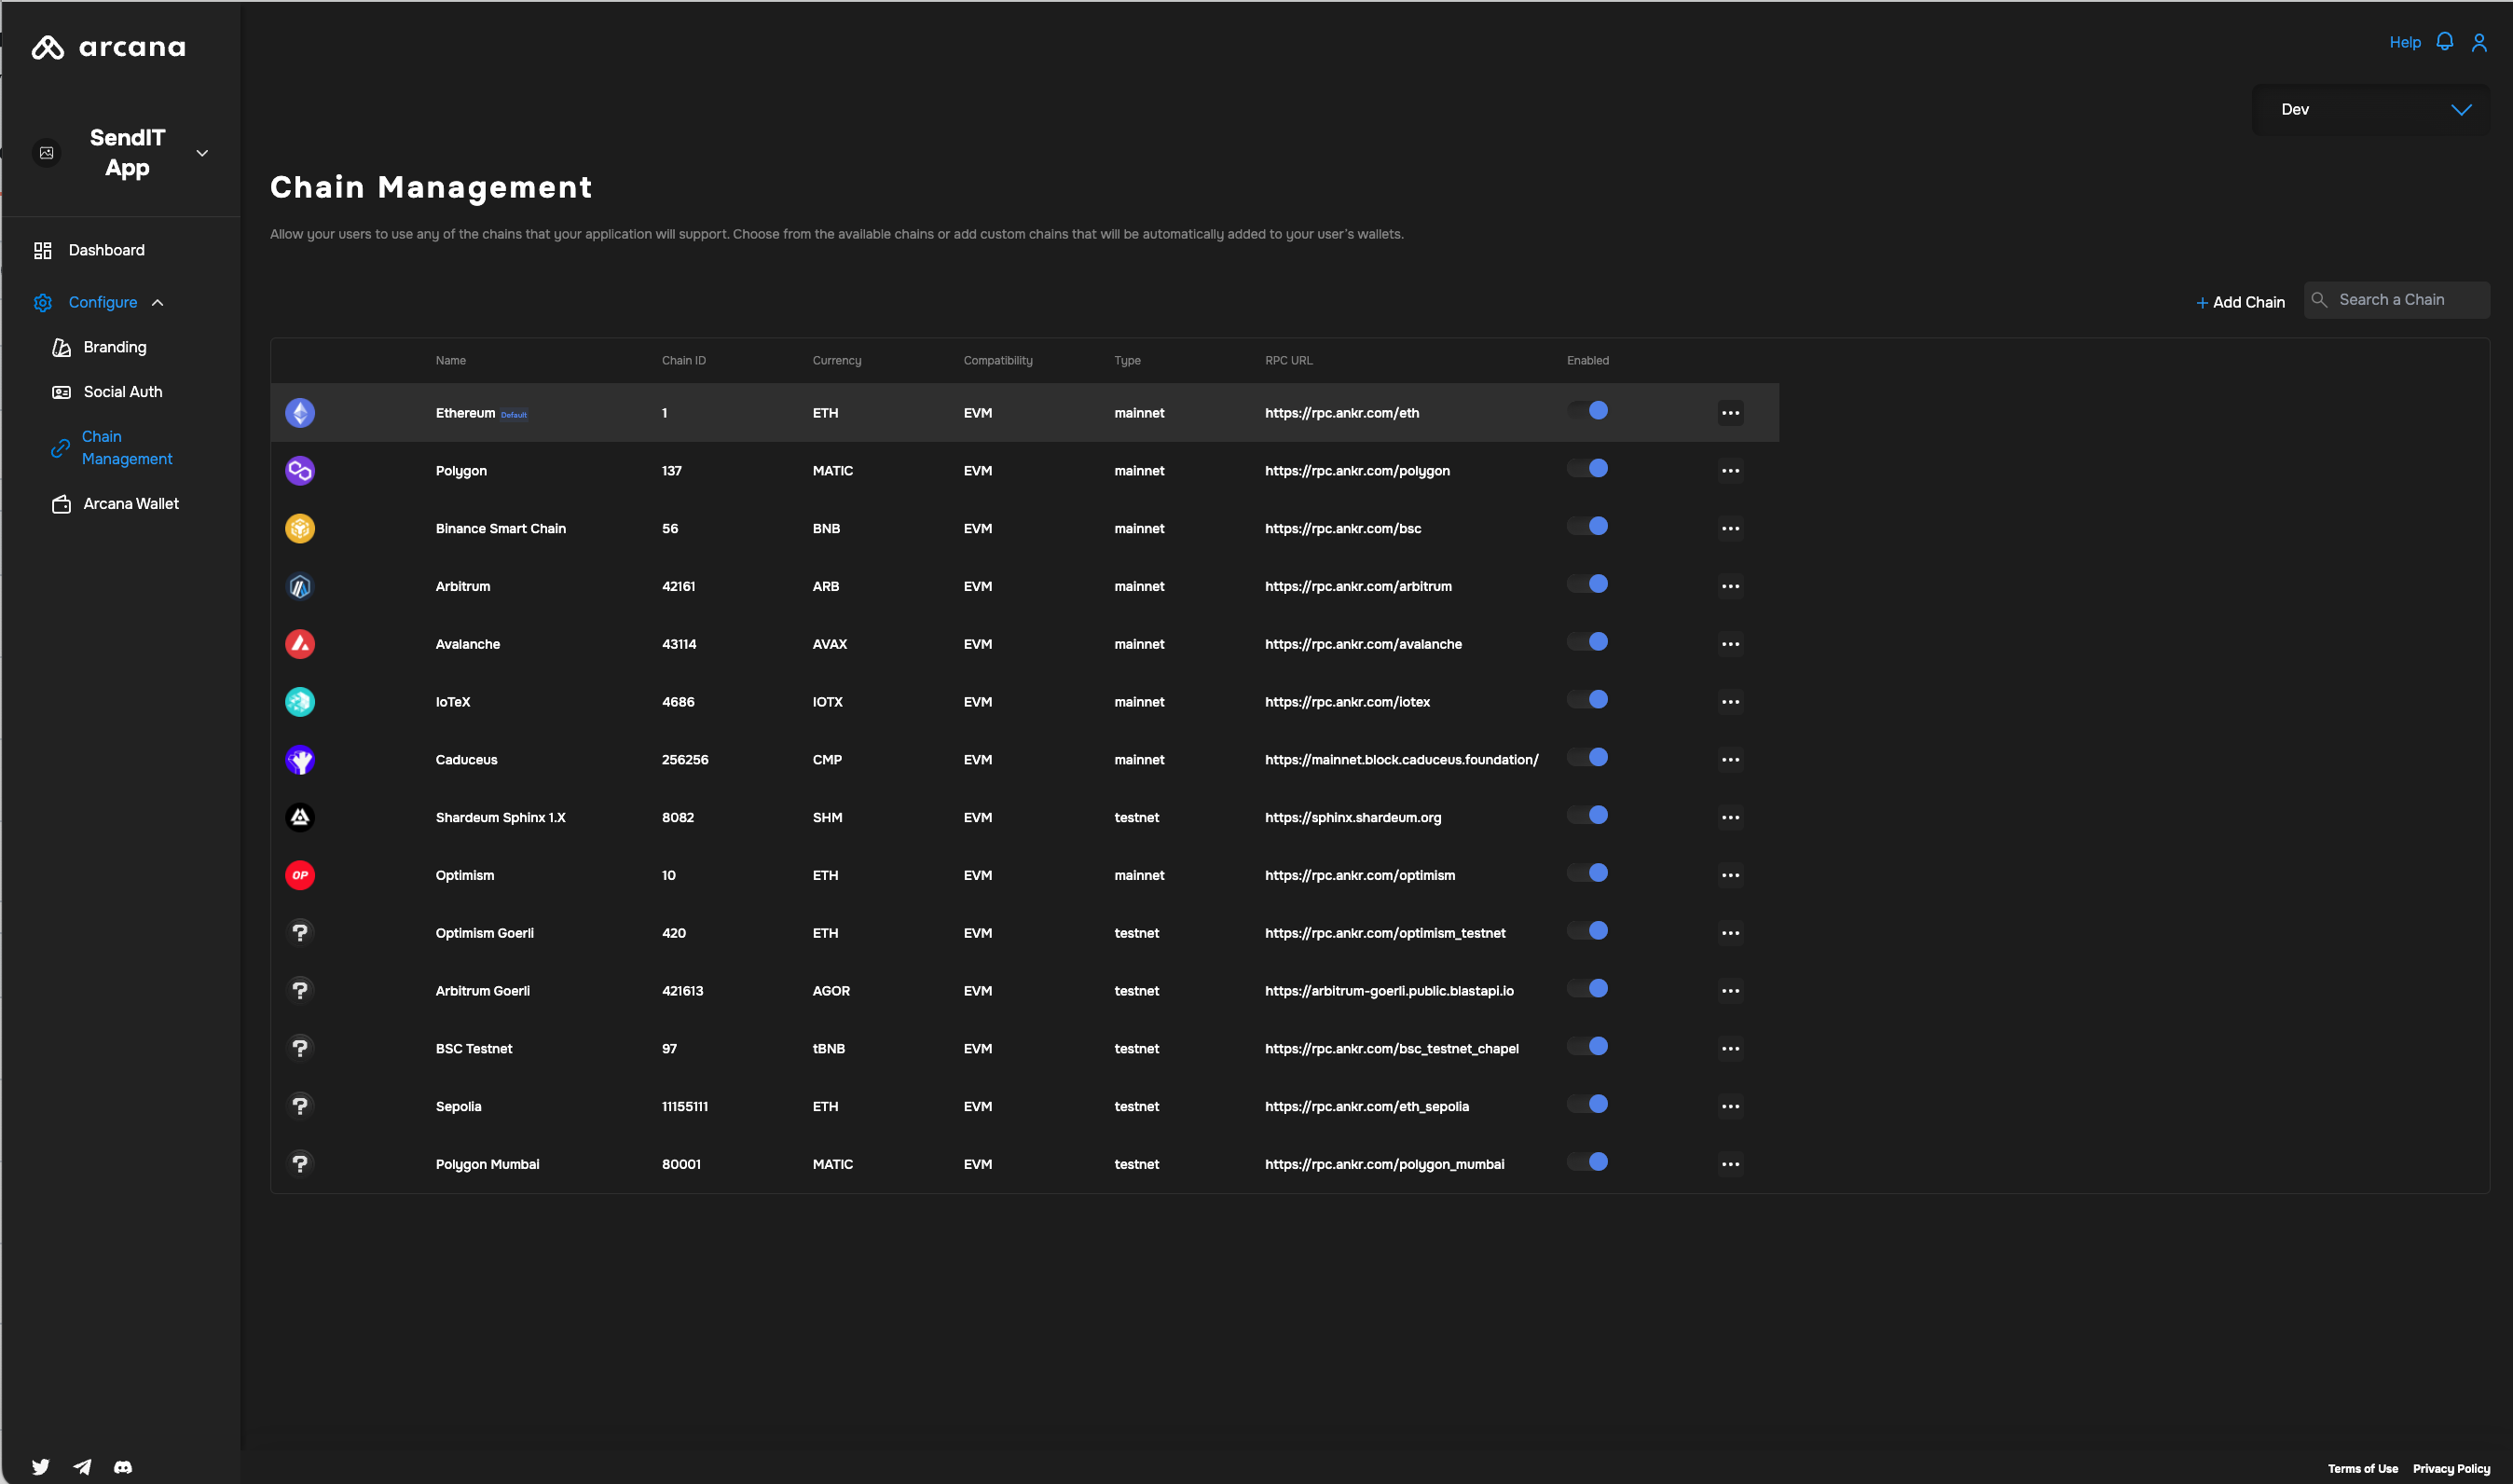 arcana
Help
Dev
SendIT
App
Chain Management
Allow your users to use any of the chains that your application will support. Choose from the available chains or add custom chains that will be automatically added to your user's wallets.
Dashboard
Configure
Branding
Social Auth
Chain
Management
Arcana Wallet
+ Add Chain Search a Chain
Name Chain ID Currency Compatibility Type RPC URL Enabled
Ethereum Default 1 ETH EVM mainnet https://rpc.ankr.com/eth
Polygon 137 MATIC EVM mainnet https://rpc.ankr.com/polygon
Binance Smart Chain 56 BNB EVM mainnet https://rpc.ankr.com/bsc
Arbitrum 42161 ARB EVM mainnet https://rpc.ankr.com/arbitrum
Avalanche 43114 AVAX EVM mainnet https://rpc.ankr.com/avalanche
IoTeX 4686 IOTX EVM mainnet https://rpc.ankr.com/iotex
Caduceus 256256 CMP EVM mainnet https://mainnet.block.caduceus.foundation/
Shardeum Sphinx 1.X 8082 SHM EVM testnet https://sphinx.shardeum.org
OP Optimism 10 ETH EVM mainnet https://rpc.ankr.com/optimism
? Optimism Goerli 420 ETH EVM testnet https://rpc.ankr.com/optimism_testnet
? Arbitrum Goerli 421613 AGOR EVM testnet https://arbitrum-goerli.public.blastapi.io
? BSC Testnet 97 tBNB EVM testnet https://rpc.ankr.com/bsc_testnet_chapel
? Sepolia 11155111 ETH EVM testnet https://rpc.ankr.com/eth_sepolia
? Polygon Mumbai 80001 MATIC EVM testnet https://rpc.ankr.com/polygon_mumbai
Terms of Use Privacy Policy